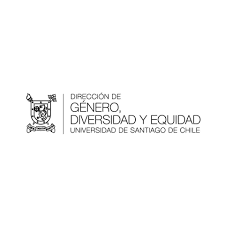 DIRECCIÓN DE
GÉNERO,
DIVERSIDAD Y EQUIDAD
UNIVERSIDAD DE SANTIAGO DE CHILE